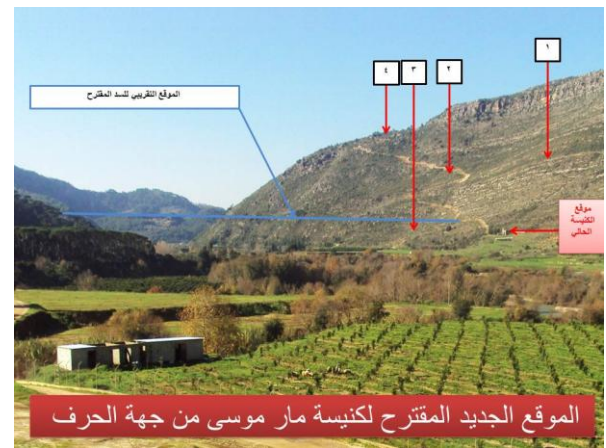 ٤
٣
٢
١
الموقع التقريبي للسد المقترح
موقع
الكنيسة
الحالي
الموقع الجديد المقترح لكنيسة مار موسى من جهة الحرف